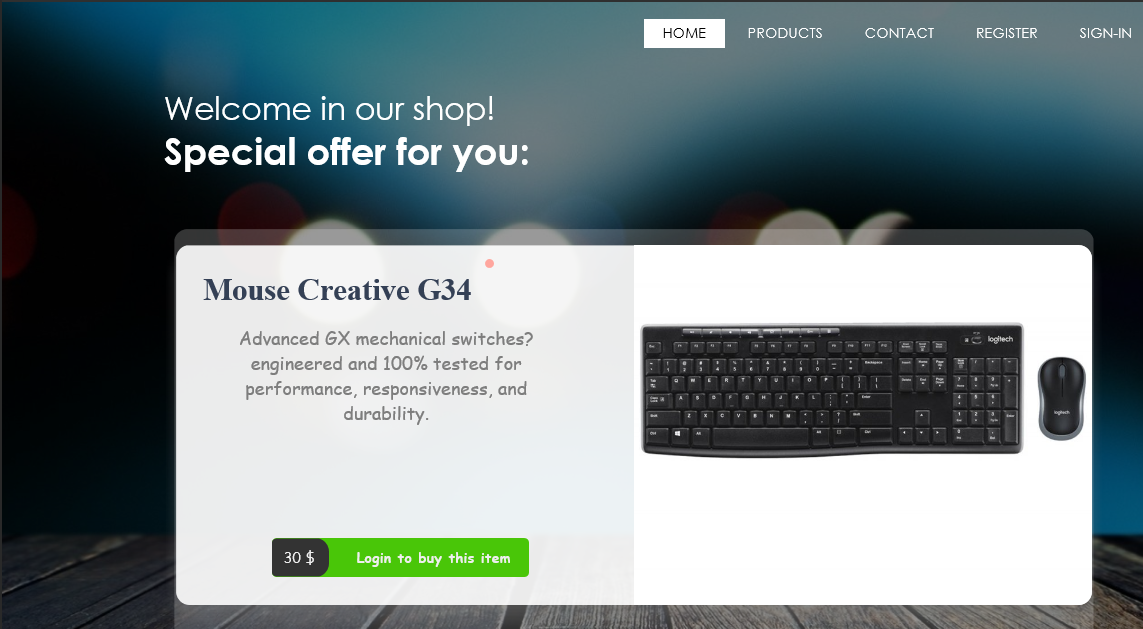 HOME PRODUCTS CONTACT REGISTER SIGN-IN
Welcome in our shop!
Special offer for you:
Mouse Creative G34
Advanced GX mechanical switches?
engineered and 100% tested for
performance, responsiveness, and
durability.
logitech
logitech
30 $ Login to buy this item